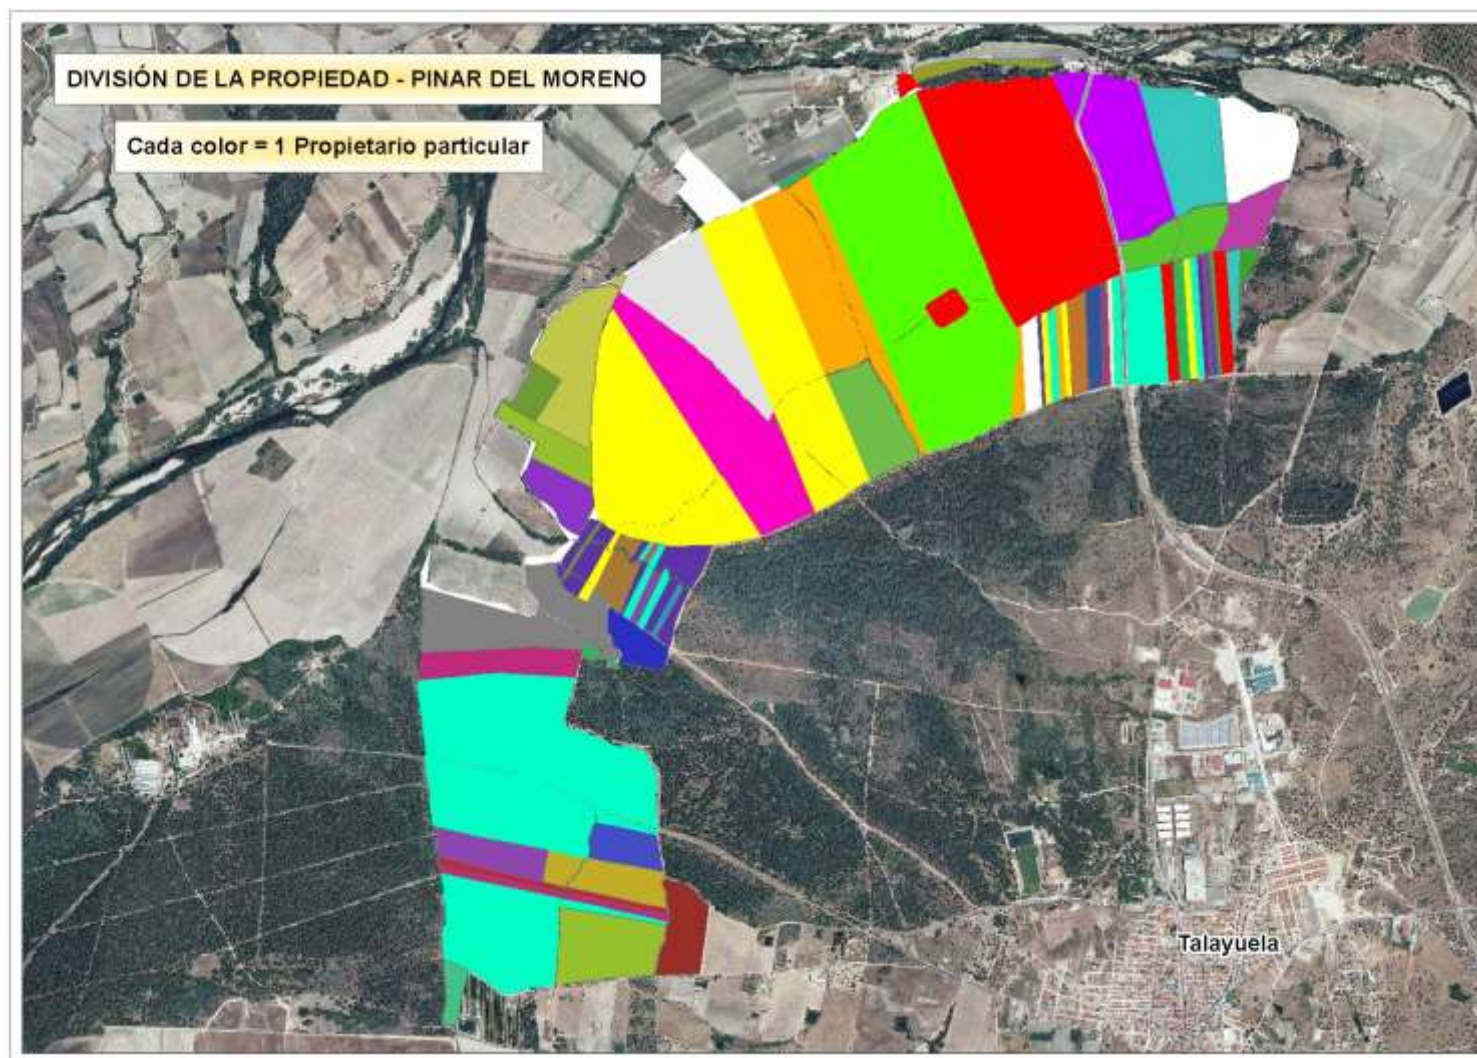 DIVISIÓN DE LA PROPIEDAD - PINAR DEL MORENO
Cada color = 1 Propietario particular
Talayuela